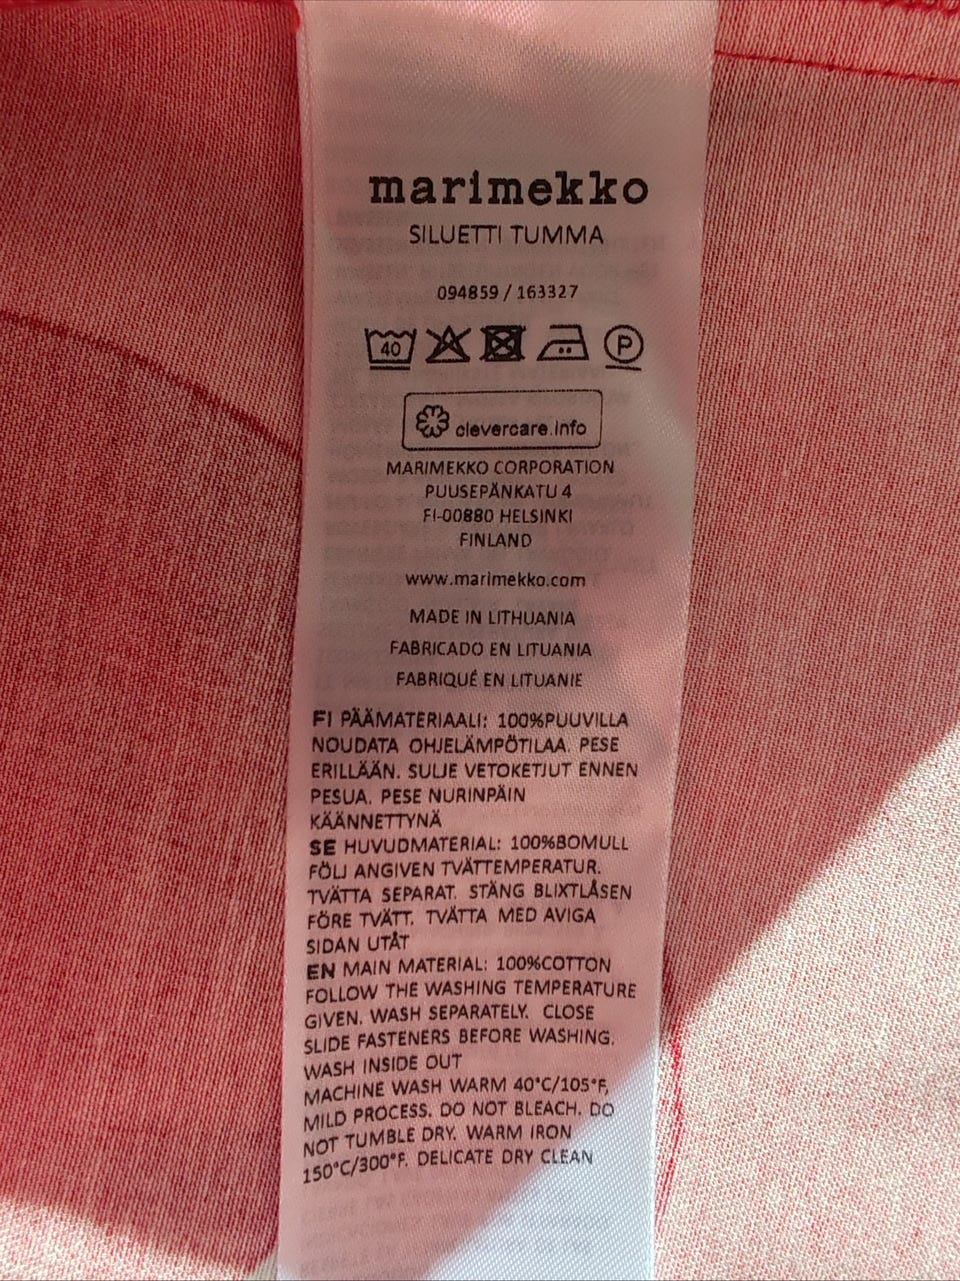 marimekko
SILUETTI TUMMA
094859 / 163327
40 P
clevercare.info
MARIMEKKO CORPORATION
PUUSEPÄNKATU 4
FI-00880 HELSINKI
FINLAND
www.marimekko.com
MADE IN LITHUANIA
FABRICADO EN LITUANIA
FABRIQUÉ EN LITUANIE
FI PÄÄMATERIAALI: 100%PUUVILLA
NOUDATA OHJELÄMPÖTILAA. PESE
ERILLÄÄN. SULJE VETOKETJUT ENNEN
PESUA. PESE NURINPÄIN
KÄÄNNETTYNÄ
SE HUVUDMATERIAL: 100%BOMULL
FÖLJ ANGIVEN TVÄTTEMPERATUR.
TVÄTTA SEPARAT. STÄNG BLIXTLÅSEN
FÖRE TVÄTT. TVÄTTA MED AVIGA
SIDAN UTÅT
EN MAIN MATERIAL: 100%COTTON
FOLLOW THE WASHING TEMPERATURE
GIVEN. WASH SEPARATELY. CLOSE
SLIDE FASTENERS BEFORE WASHING.
WASH INSIDE OUT
MACHINE WASH WARM 40°C/105°F,
MILD PROCESS. DO NOT BLEACH. DO
NOT TUMBLE DRY. WARM IRON
150°C/300°F. DELICATE DRY CLEAN